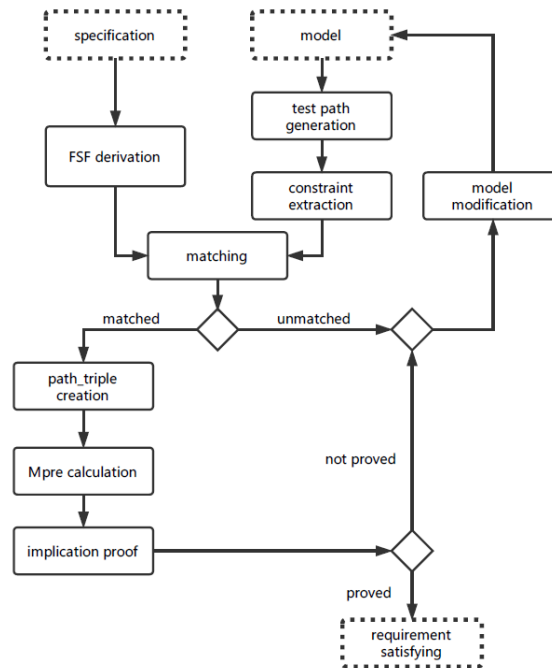 specification
model
test path
generation
FSF derivation
constraint
extraction
model
modification
matching
matched
unmatched
path_triple
creation
Mpre calculation
not proved
implication proof
proved
requirement
satisfying